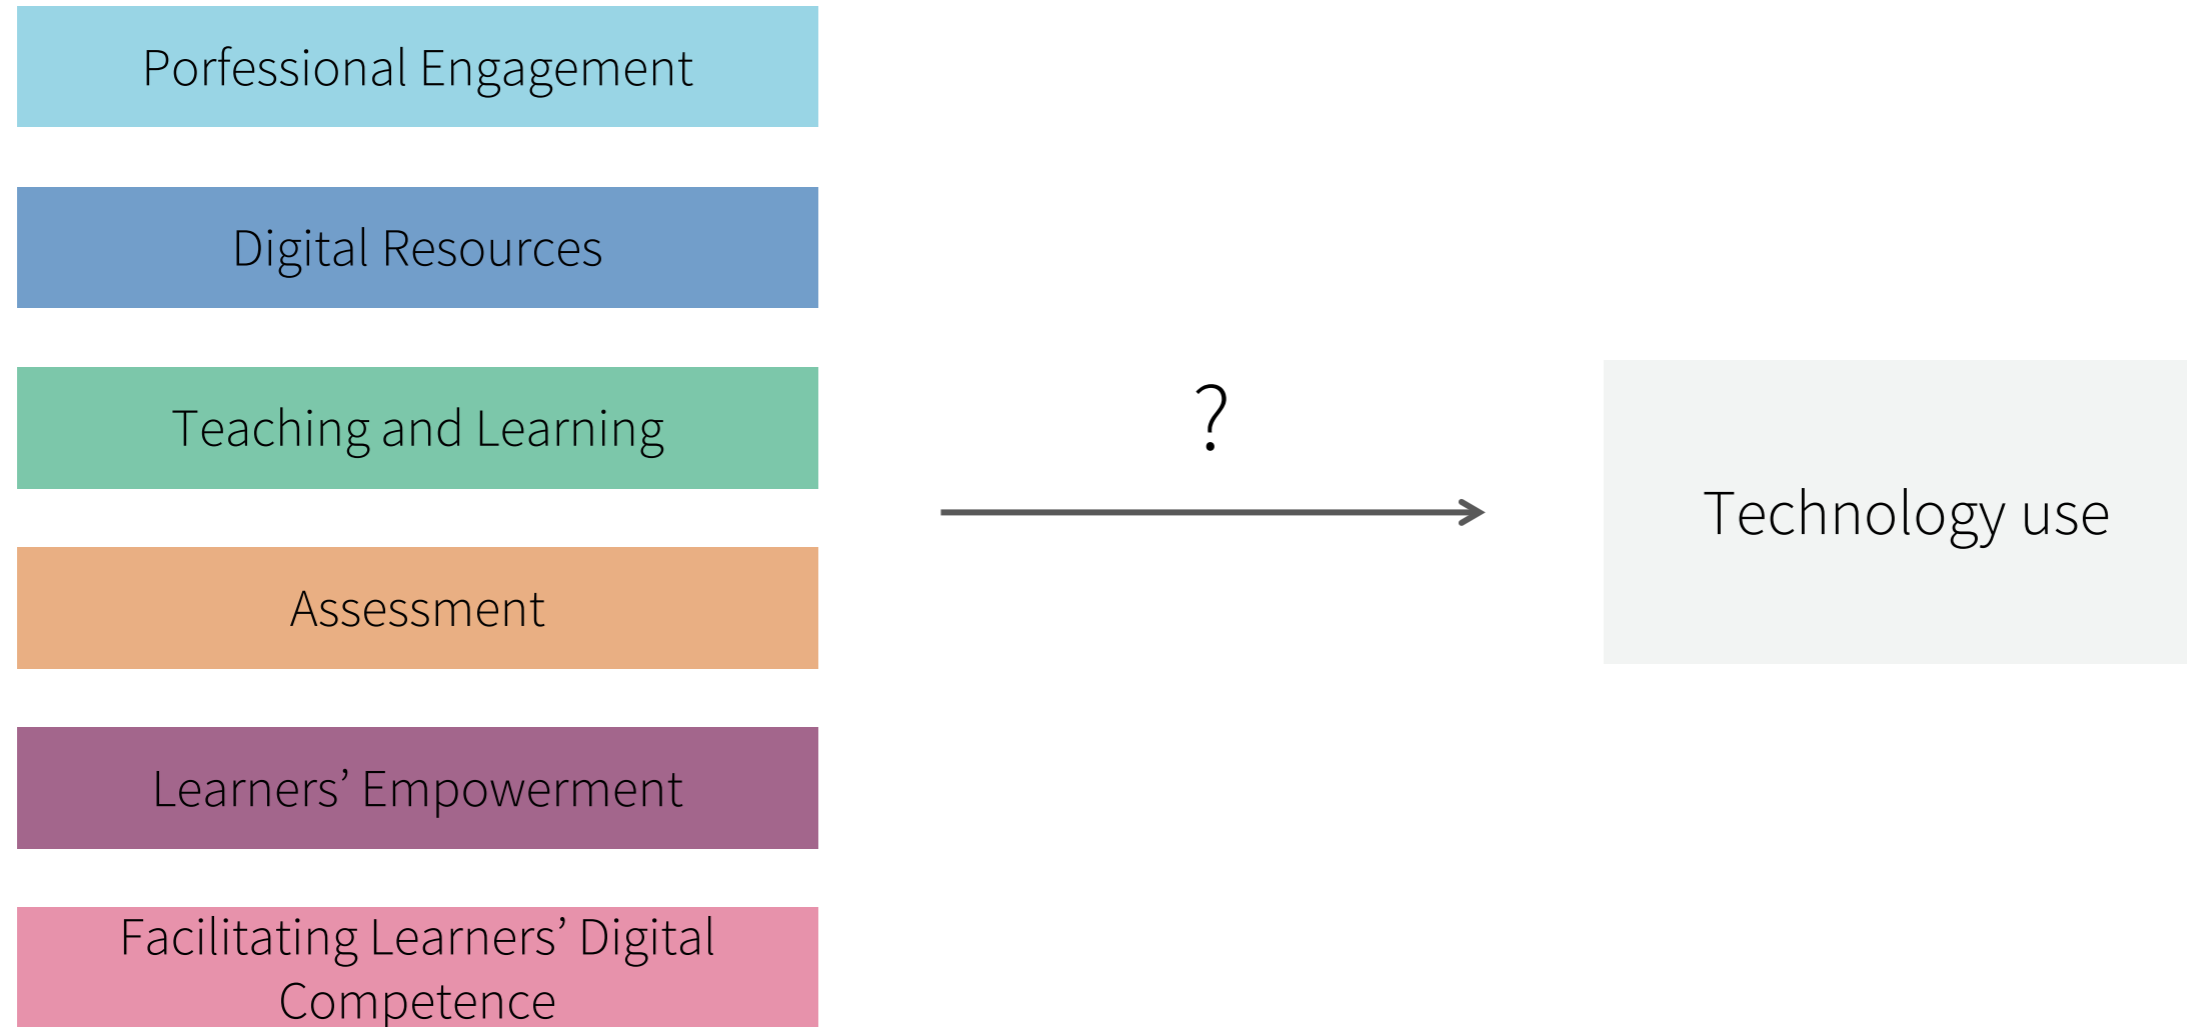 Porfessional Engagement
Digital Resources
Teaching and Learning
Assessment
Learners’ Empowerment
Facilitating Learners’ Digital
Competence
?
Technology use